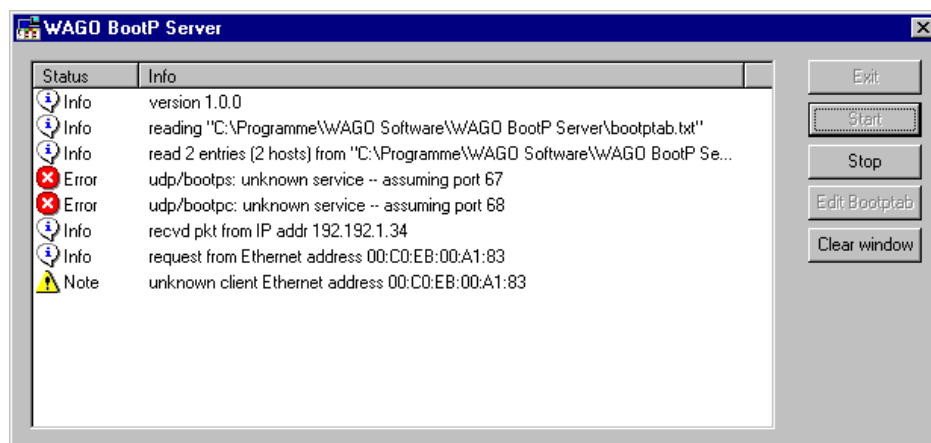 WAGO BootP Server
Status Info
Info version 1.0.0
Info reading "C:\Programme\WAGO Software\WAGO BootP Server\bootptab.txt"
Info read 2 entries (2 hosts) from "C:\Programme\WAGO Software\WAGO BootP Se...
Error udp/bootps: unknown service -- assuming port 67
Error udp/bootpc: unknown service -- assuming port 68
Info recvd pkt from IP addr 192.192.1.34
Info request from Ethernet address 00:C0:EB:00:A1:83
Note unknown client Ethernet address 00:C0:EB:00:A1:83
Exit
Start
Stop
Edit Bootptab
Clear window